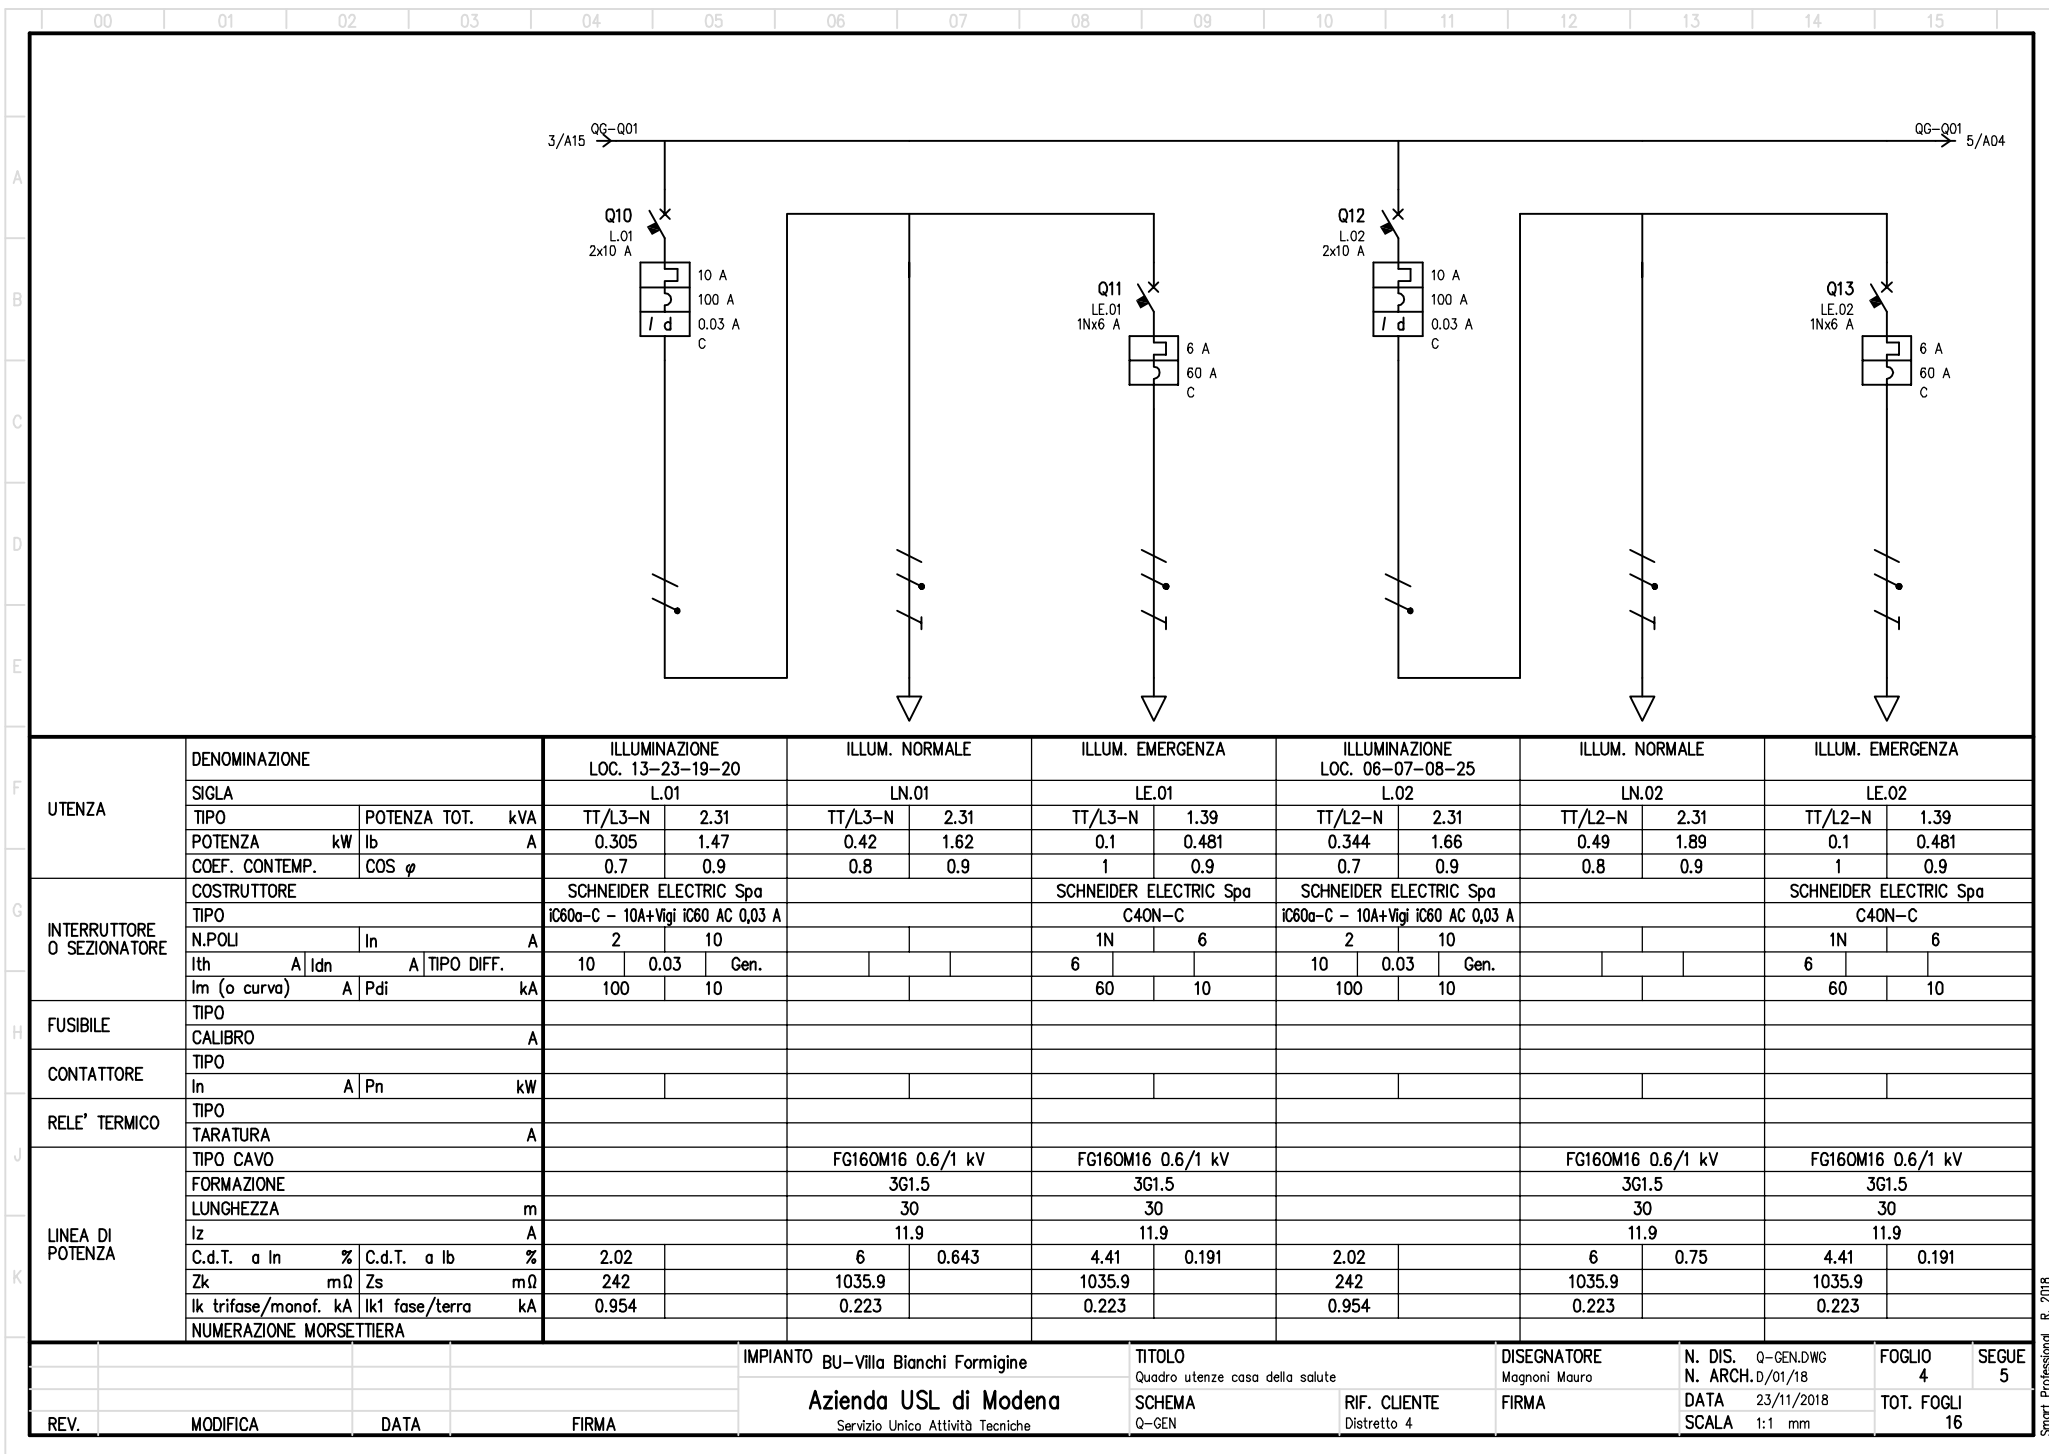 00 01 02 03 04 05 06 07 08 09 10 11 12 13 14 15
A
B
C
D
E
F
G
H
J
K
3/A15 QG-Q01
QG-Q01 5/A04
Q10
L.01
2x10 A
10 A
100 A
I d 0.03 A
C
Q11
LE.01
1Nx6 A
6 A
60 A
C
Q12
L.02
2x10 A
10 A
100 A
I d 0.03 A
C
Q13
LE.02
1Nx6 A
6 A
60 A
C
UTENZA
DENOMINAZIONE ILLUMINAZIONE LOC. 13-23-19-20 ILLUM. NORMALE ILLUM. EMERGENZA ILLUMINAZIONE LOC. 06-07-08-25 ILLUM. NORMALE ILLUM. EMERGENZA
SIGLA L.01 LN.01 LE.01 L.02 LN.02 LE.02
TIPO POTENZA TOT. kVA TT/L3-N 2.31 TT/L3-N 2.31 TT/L3-N 1.39 TT/L2-N 2.31 TT/L2-N 2.31 TT/L2-N 1.39
POTENZA kW Ib A 0.305 1.47 0.42 1.62 0.1 0.481 0.344 1.66 0.49 1.89 0.1 0.481
COEF. CONTEMP. COS φ 0.7 0.9 0.8 0.9 1 0.9 0.7 0.9 0.8 0.9 1 0.9
INTERRUTTORE
O SEZIONATORE
COSTRUTTORE SCHNEIDER ELECTRIC Spa SCHNEIDER ELECTRIC Spa SCHNEIDER ELECTRIC Spa SCHNEIDER ELECTRIC Spa
TIPO iC60a-C - 10A+Vigi iC60 AC 0,03 A C40N-C iC60a-C - 10A+Vigi iC60 AC 0,03 A C40N-C
N.POLI In A 2 10 1N 6 2 10 1N 6
Ith A Idn A TIPO DIFF. 10 0.03 Gen. 6 10 0.03 Gen. 6
Im (o curva) A Pdi kA 100 10 60 10 100 10 60 10
FUSIBILE
TIPO
CALIBRO A
CONTATTORE
TIPO
In A Pn kW
RELE' TERMICO
TIPO
TARATURA A
LINEA DI
POTENZA
TIPO CAVO FG16OM16 0.6/1 kV FG16OM16 0.6/1 kV FG16OM16 0.6/1 kV FG16OM16 0.6/1 kV
FORMAZIONE 3G1.5 3G1.5 3G1.5 3G1.5
LUNGHEZZA m 30 30 30 30
Iz A 11.9 11.9 11.9 11.9
C.d.T. a In % C.d.T. a Ib % 2.02 6 0.643 4.41 0.191 2.02 6 0.75 4.41 0.191
Zk mΩ Zs mΩ 242 1035.9 1035.9 242 1035.9 1035.9
Ik trifase/monof. kA Ik1 fase/terra kA 0.954 0.223 0.223 0.954 0.223 0.223
NUMERAZIONE MORSETTIERA
REV. MODIFICA DATA FIRMA
IMPIANTO BU-Villa Bianchi Formigine
Azienda USL di Modena
Servizio Unico Attività Tecniche
TITOLO
Quadro utenze casa della salute
SCHEMA
Q-GEN
RIF. CLIENTE
Distretto 4
DISEGNATORE
Magnoni Mauro
FIRMA
N. DIS. Q-GEN.DWG
N. ARCH. D/01/18
DATA 23/11/2018
SCALA 1:1 mm
FOGLIO
4
SEGUE
5
TOT. FOGLI
16
Smart Professional R. 2018